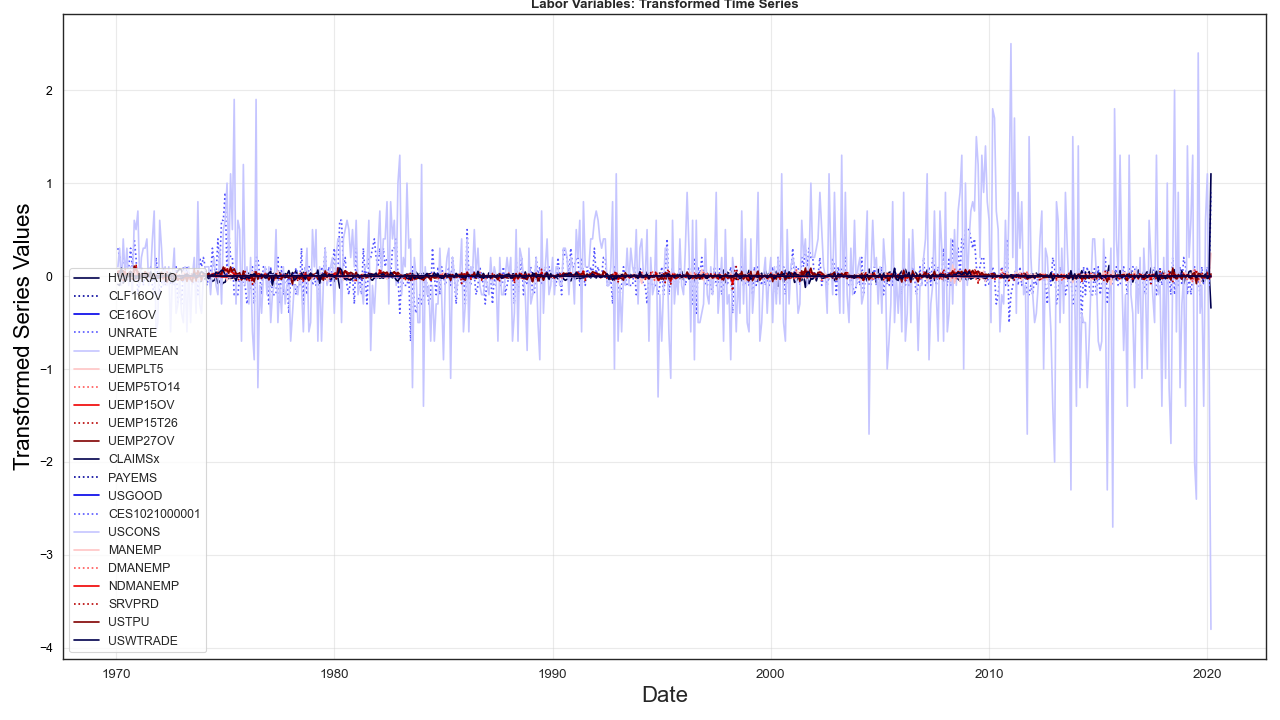 Labor Variables: Transformed Time Series
Transformed Series Values
2
1
0
−1
−2
−3
−4
HWIURATIO
CLF16OV
CE16OV
UNRATE
UEMPMEAN
UEMPLT5
UEMP5TO14
UEMP15OV
UEMP15T26
UEMP27OV
CLAIMSx
PAYEMS
USGOOD
CES1021000001
USCONS
MANEMP
DMANEMP
NDMANEMP
SRVPRD
USTPU
USWTRADE
1970 1980 1990 2000 2010 2020
Date